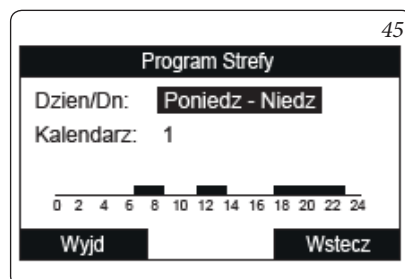 45
Program Strefy
Dzien/Dn: Poniedz - Niedz
Kalendarz: 1
0 2 4 6 8 10 12 14 16 18 20 22 24
Wyjd Wstecz